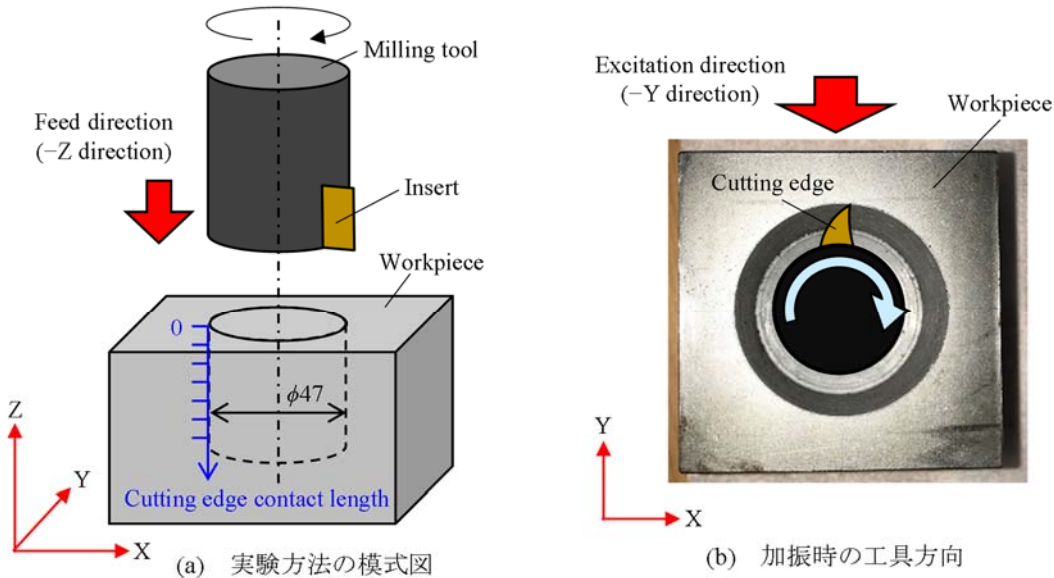 Milling tool
Feed direction
(−Z direction)
Insert
Workpiece
0
ϕ47
Z
Y
X
Cutting edge contact length
(a) 実験方法の模式図
Excitation direction
(−Y direction)
Workpiece
Cutting edge
Y
X
(b) 加振時の工具方向